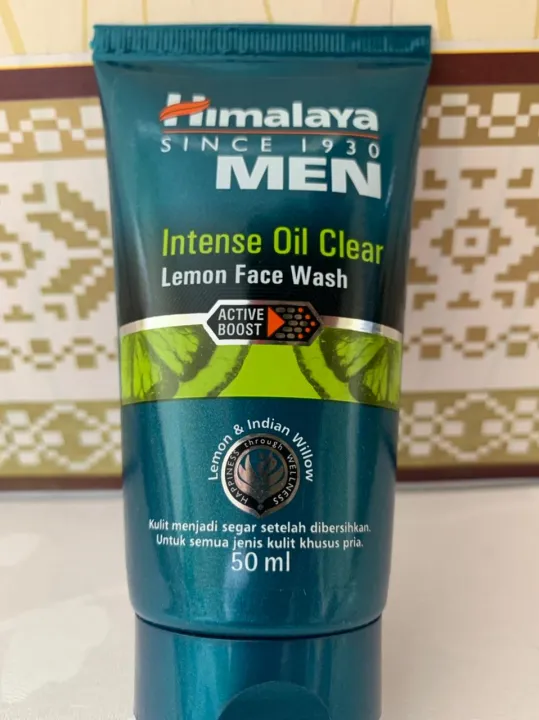 Himalaya
SINCE 1930
MEN
Intense Oil Clear
Lemon Face Wash
ACTIVE
BOOST
Lemon & Indian Willow
HAPPINESS through WELLNESS
Kulit menjadi segar setelah dibersihkan.
Untuk semua jenis kulit khusus pria.
50 ml